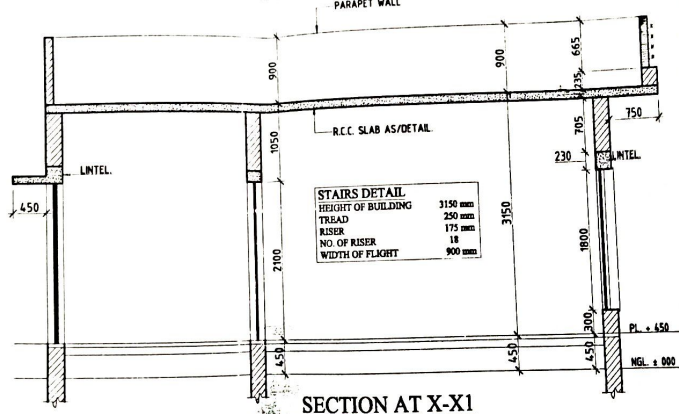 PARAPET WALL
900
900
665
235
R.C.C. SLAB AS/DETAIL.
1050
705
750
230
LINTEL.
LINTEL.
450
STAIRS DETAIL
HEIGHT OF BUILDING 3150 mm
TREAD 250 mm
RISER 175 mm
NO. OF RISER 18
WIDTH OF FLIGHT 900 mm
2100
3150
1800
300
PL. + 450
450
450
450
NGL. ± 000
SECTION AT X-X1